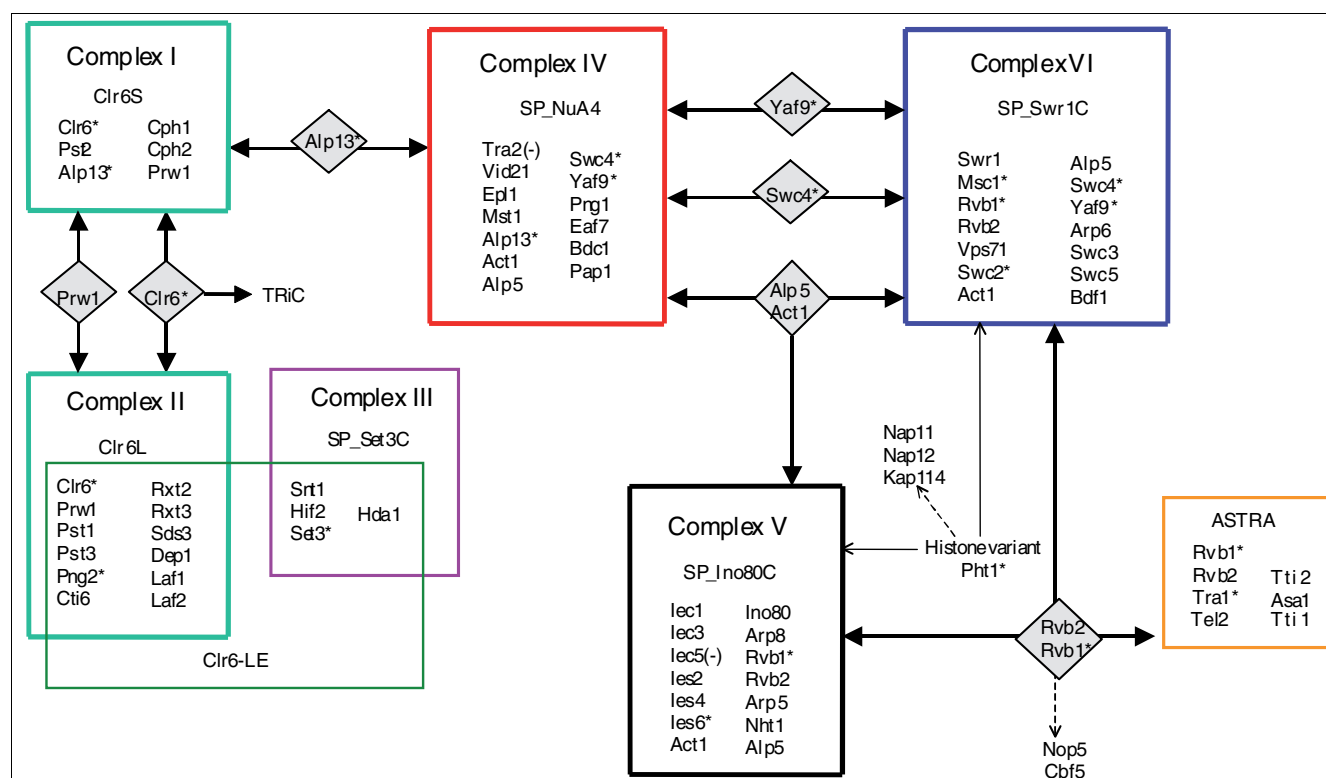 Complex I
Clr6S
Clr6* Cph1
Pst2 Cph2
Alp13* Prw1
Alp13*
Complex IV
SP_NuA4
Tra2(-) Swc4*
Vid21 Yaf9*
Epl1 Png1
Mst1 Eaf7
Alp13* Bdc1
Act1 Pap1
Alp5
Yaf9*
Swc4*
Alp5
Act1
ComplexVI
SP_Swr1C
Swr1 Alp5
Msc1* Swc4*
Rvb1* Yaf9*
Rvb2 Arp6
Vps71 Swc3
Swc2* Swc5
Act1 Bdf1
Prw1
Clr6*
TRiC
Complex II
Clr6L
Clr6* Rxt2
Prw1 Rxt3
Pst1 Sds3
Pst3 Dep1
Png2* Laf1
Cti6 Laf2
Complex III
SP_Set3C
Snt1
Hif2 Hda1
Set3*
Clr6-LE
Complex V
SP_Ino80C
Iec1 Ino80
Iec3 Arp8
Iec5(-) Rvb1*
Ies2 Rvb2
Ies4 Arp5
Ies6* Nht1
Act1 Alp5
Nap11
Nap12
Kap114
Histonevariant
Pht1*
Rvb2
Rvb1*
Nop5
Cbf5
ASTRA
Rvb1*
Rvb2 Tti2
Tra1* Asa1
Tel2 Tti1